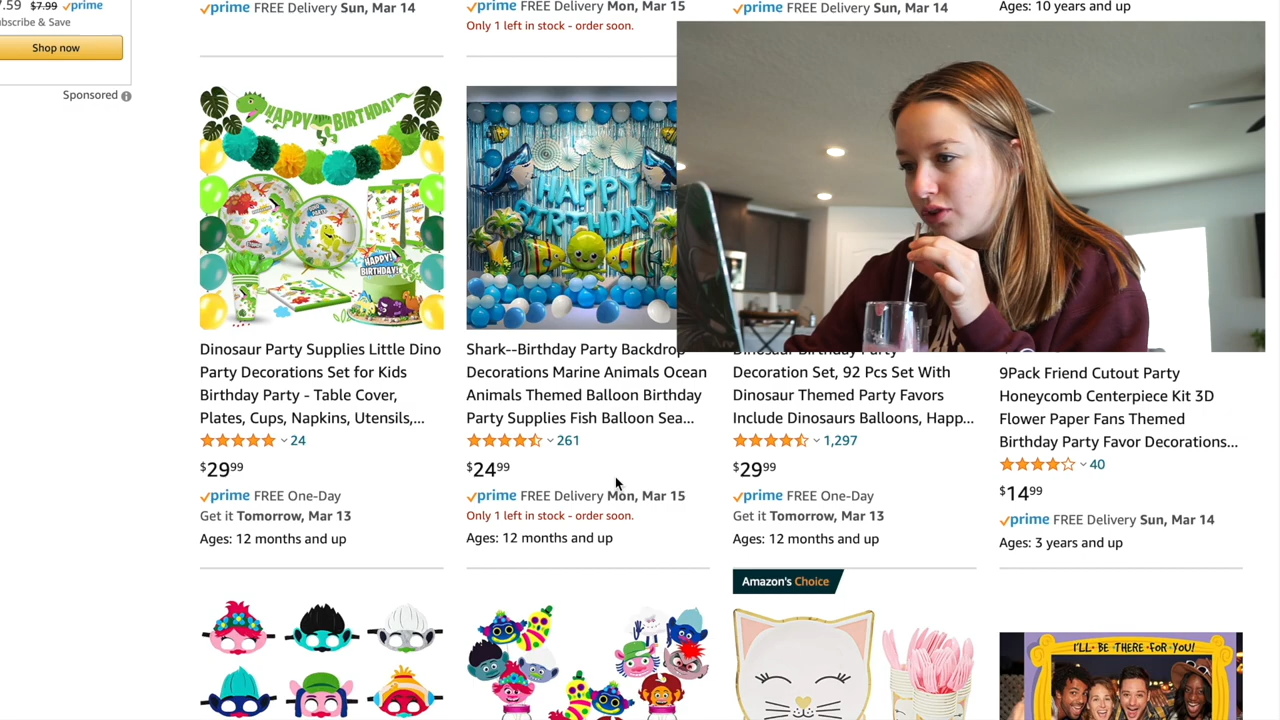 7.59 $7.99 prime
ubscribe & Save
Shop now
Sponsored
prime FREE Delivery Sun, Mar 14
prime FREE Delivery Mon, Mar 15
Only 1 left in stock - order soon.
prime FREE Delivery Sun, Mar 14
Ages: 10 years and up
HAPPY BIRTHDAY
HAPPY
BIRTHDAY!
HAPPY
BIRTHDAY
Dinosaur Party Supplies Little Dino
Party Decorations Set for Kids
Birthday Party - Table Cover,
Plates, Cups, Napkins, Utensils,...
24
$29.99
prime FREE One-Day
Get it Tomorrow, Mar 13
Ages: 12 months and up
Shark--Birthday Party Backdrop
Decorations Marine Animals Ocean
Animals Themed Balloon Birthday
Party Supplies Fish Balloon Sea...
261
$24.99
prime FREE Delivery Mon, Mar 15
Only 1 left in stock - order soon.
Ages: 12 months and up
Dinosaur Birthday Party
Decoration Set, 92 Pcs Set With
Dinosaur Themed Party Favors
Include Dinosaurs Balloons, Happ...
1,297
$29.99
prime FREE One-Day
Get it Tomorrow, Mar 13
Ages: 12 months and up
9Pack Friend Cutout Party
Honeycomb Centerpiece Kit 3D
Flower Paper Fans Themed
Birthday Party Favor Decorations...
40
$14.99
prime FREE Delivery Sun, Mar 14
Ages: 3 years and up
Amazon's Choice
I'LL BE THERE FOR YOU!